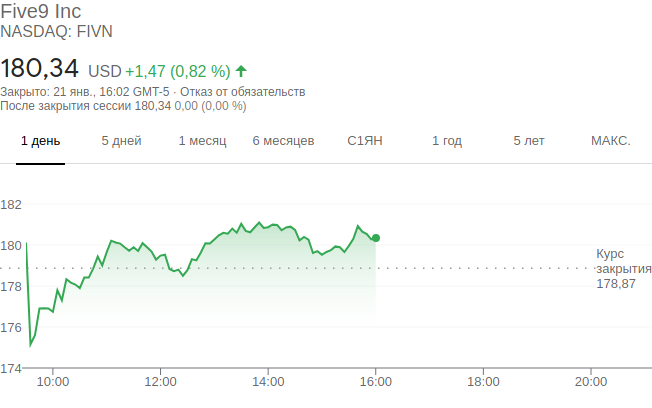 Five9 Inc
NASDAQ: FIVN
180,34 USD +1,47 (0,82 %)
Закрыто: 21 янв., 16:02 GMT-5 · Отказ от обязательств
После закрытия сессии 180,34 0,00 (0,00 %)
1 день 5 дней 1 месяц 6 месяцев С1ЯН 1 год 5 лет МАКС.
182
180
Курс
закрытия
178,87
178
176
174
10:00 12:00 14:00 16:00 18:00 20:00